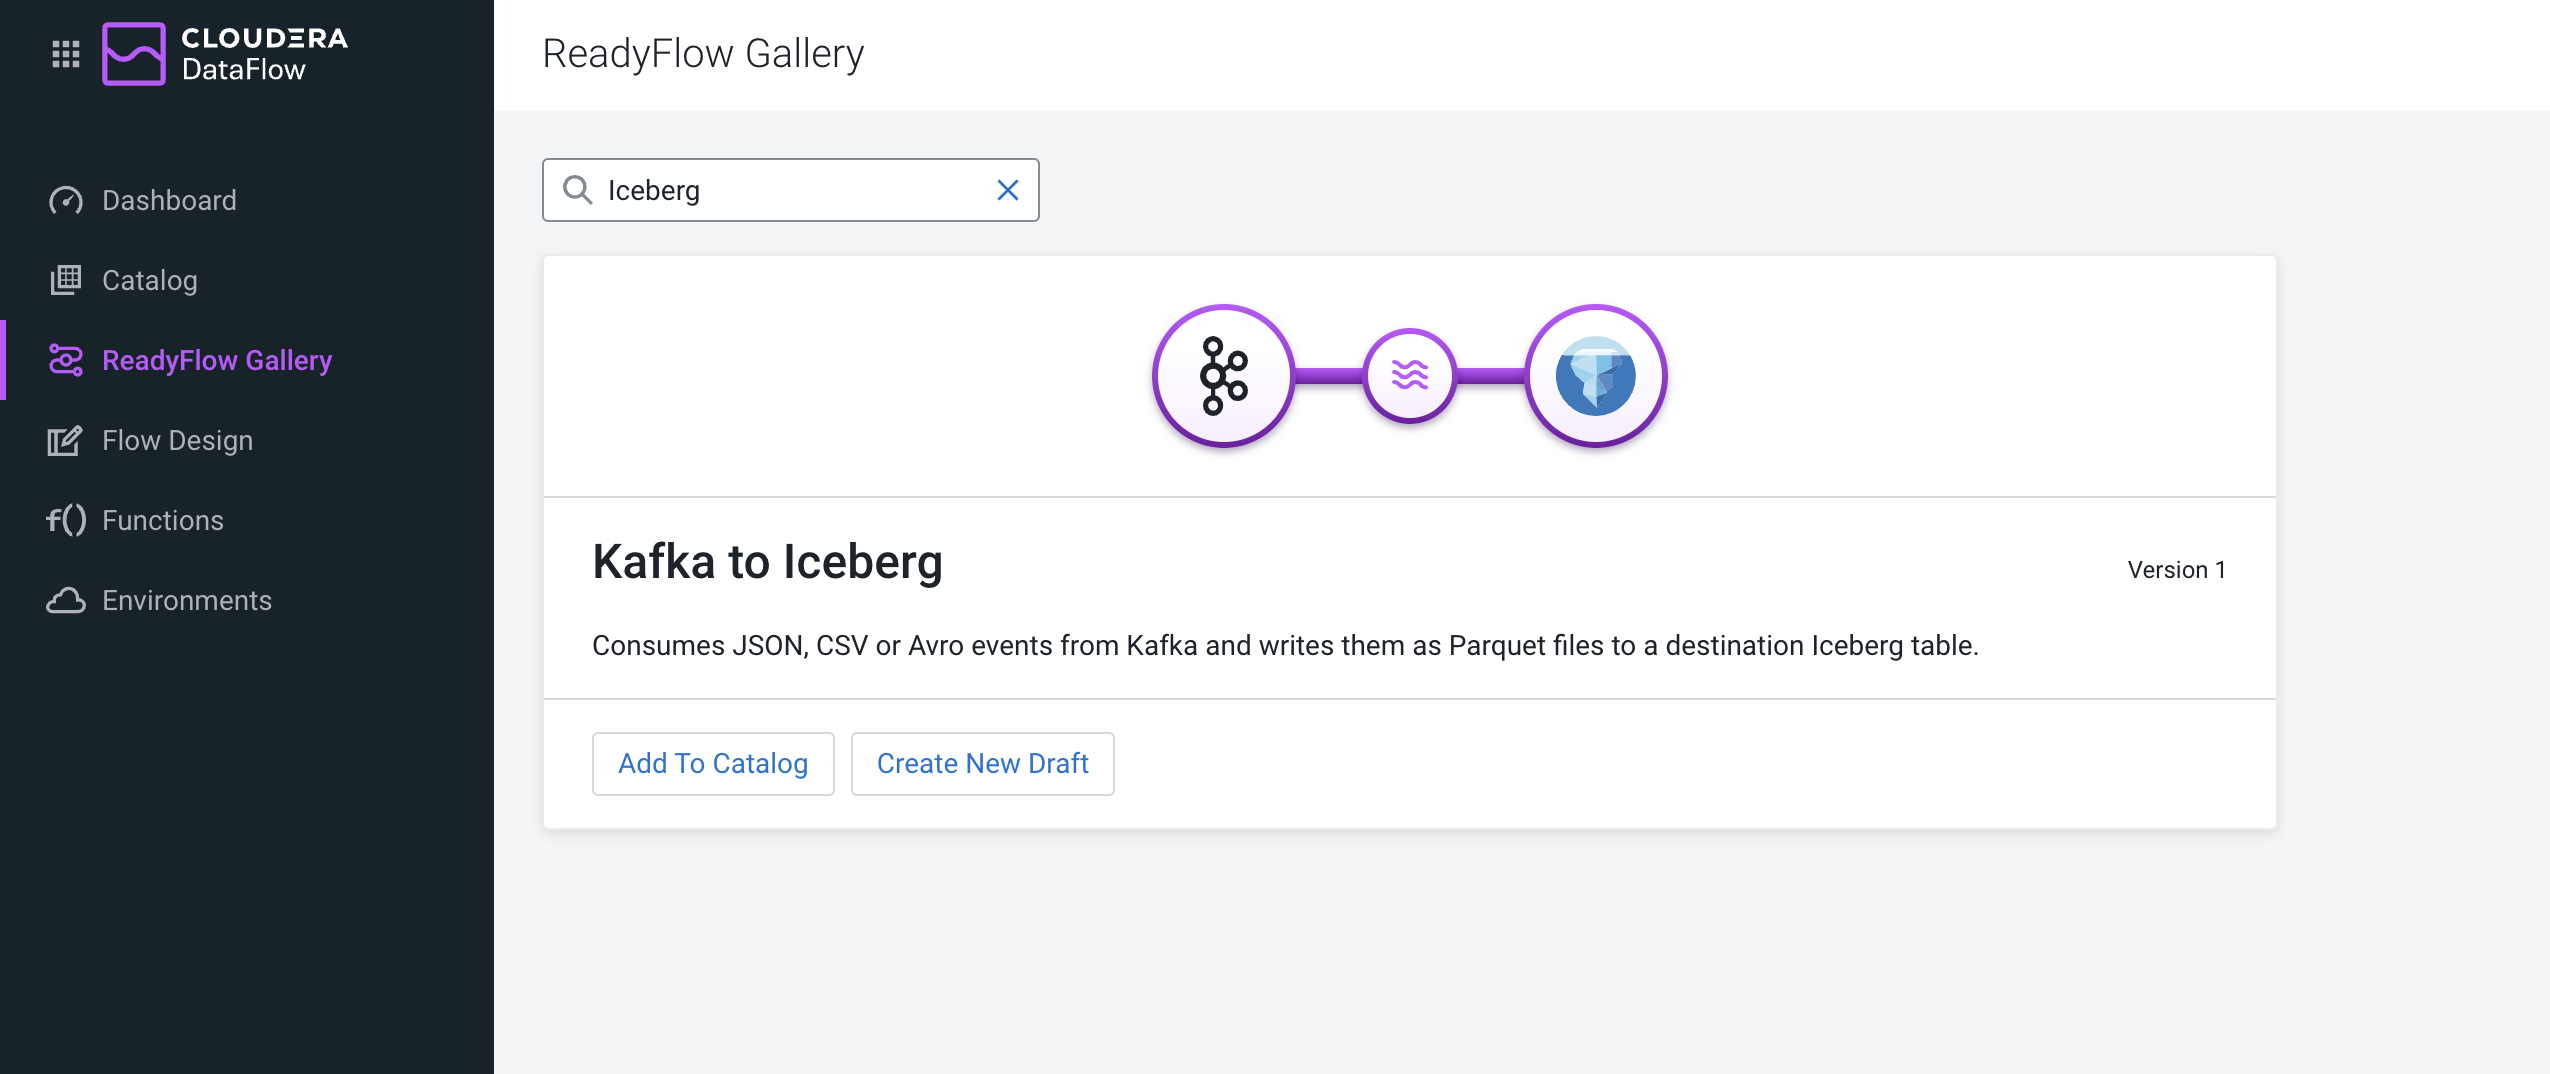 CLOUDERA
DataFlow
Dashboard
Catalog
ReadyFlow Gallery
Flow Design
f() Functions
Environments
ReadyFlow Gallery
Iceberg
Kafka to Iceberg
Version 1
Consumes JSON, CSV or Avro events from Kafka and writes them as Parquet files to a destination Iceberg table.
Add To Catalog
Create New Draft